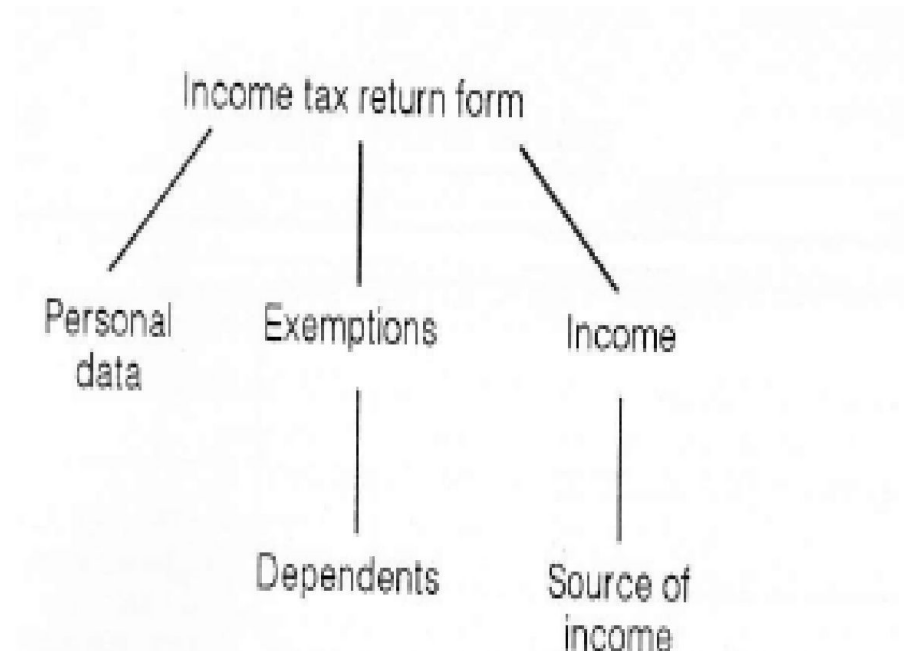 Income tax return form
Personal
data
Exemptions
Income
Dependents
Source of
income